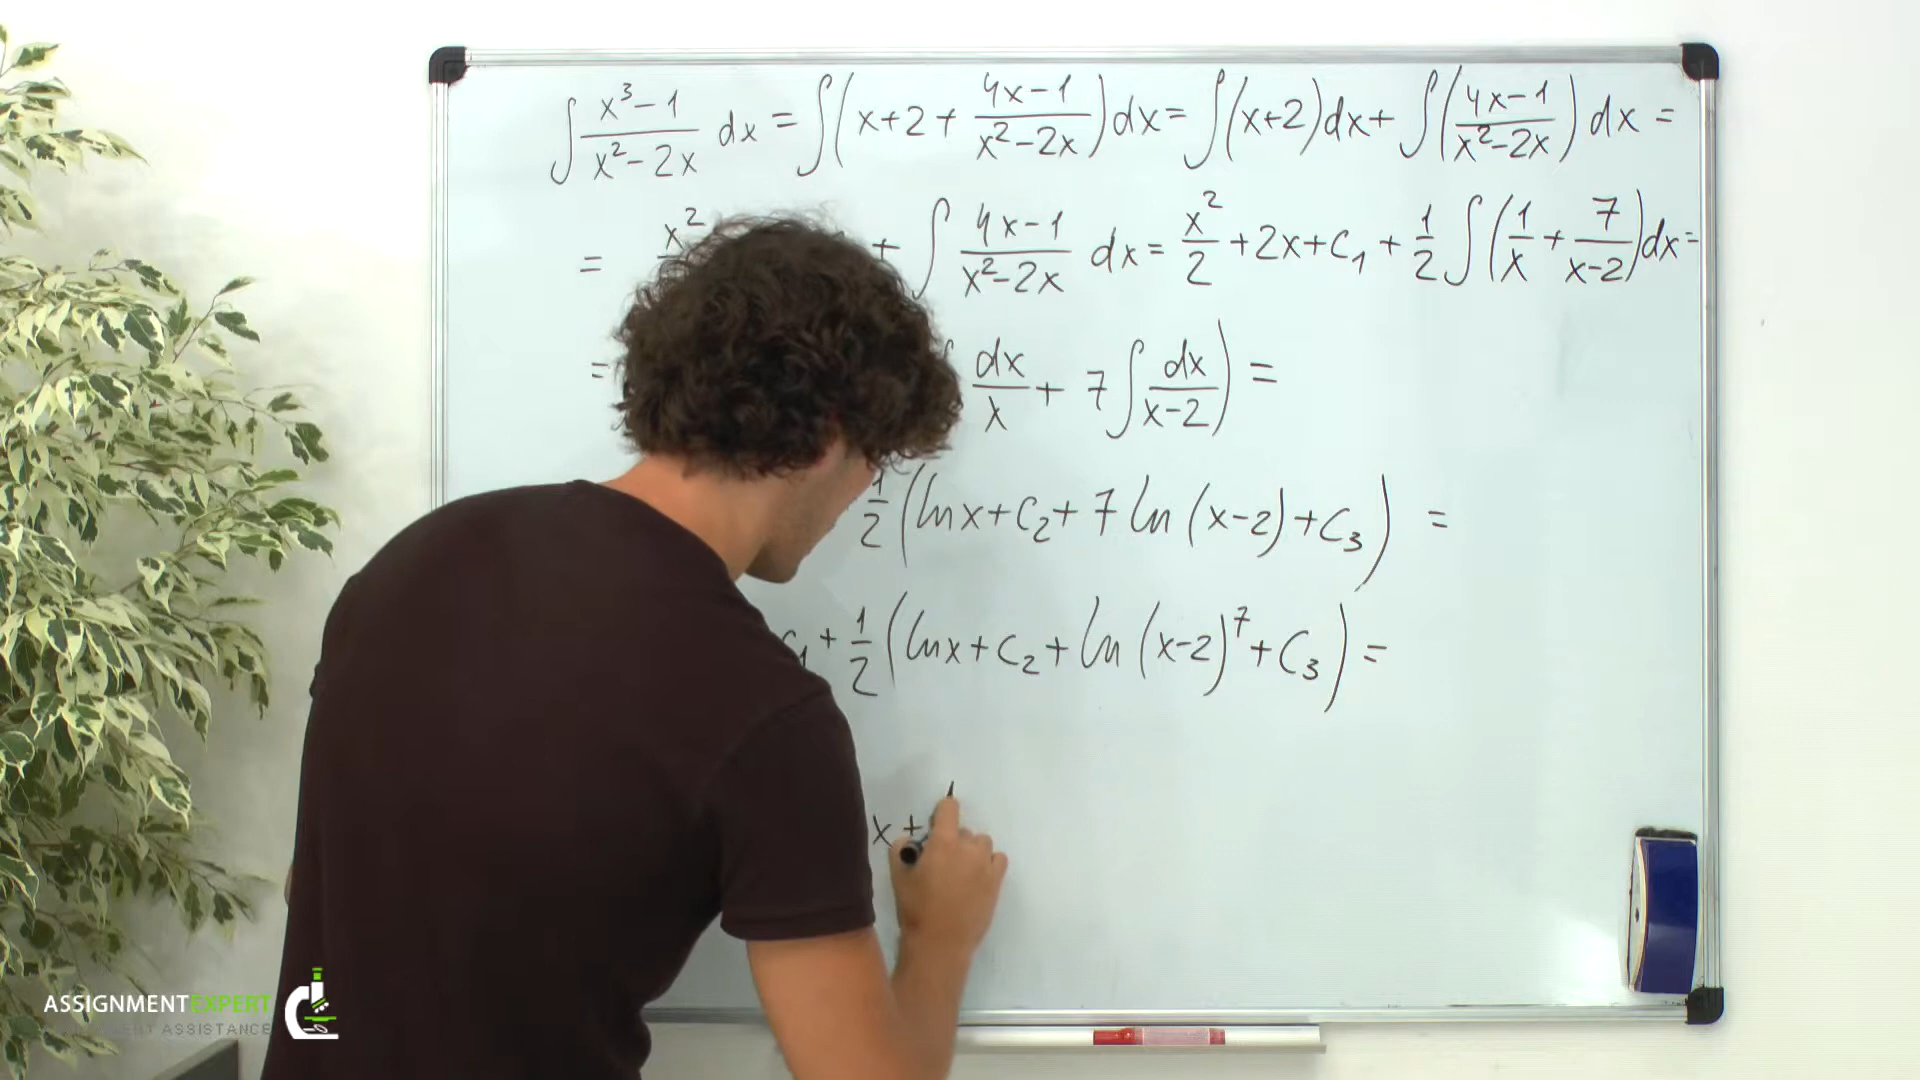 ∫ (x³ - 1)/(x² - 2x) dx = ∫(x + 2 + (4x - 1)/(x² - 2x))dx = ∫(x+2)dx + ∫((4x - 1)/(x² - 2x)) dx =
= x² + ∫ (4x - 1)/(x² - 2x) dx = x²/2 + 2x + C₁ + 1/2 ∫(1/x + 7/(x-2))dx =
= dx/x + 7∫ dx/(x-2)) =
1/2 (ln x + C₂ + 7 ln (x-2) + C₃) =
C₁ + 1/2 (ln x + C₂ + ln (x-2)⁷ + C₃) =
x +
ASSIGNMENTEXPERT
ASSISTANCE